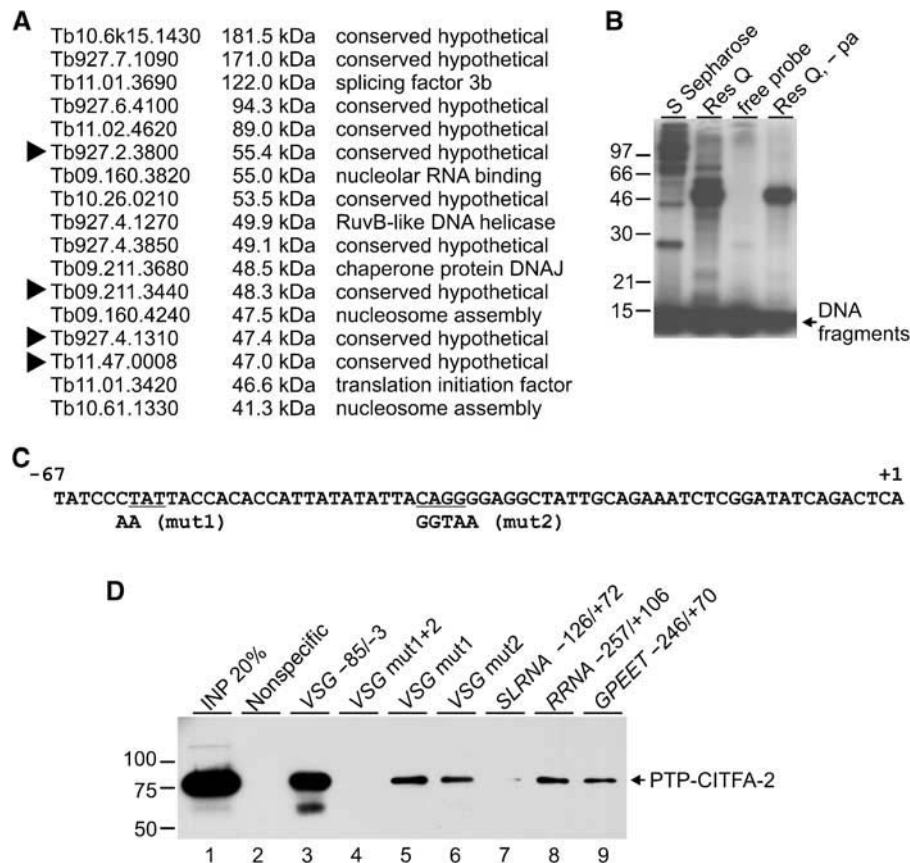 A
Tb10.6k15.1430 181.5 kDa conserved hypothetical
Tb927.7.1090 171.0 kDa conserved hypothetical
Tb11.01.3690 122.0 kDa splicing factor 3b
Tb927.6.4100 94.3 kDa conserved hypothetical
Tb11.02.4620 89.0 kDa conserved hypothetical
Tb927.2.3800 55.4 kDa conserved hypothetical
Tb09.160.3820 55.0 kDa nucleolar RNA binding
Tb10.26.0210 53.5 kDa conserved hypothetical
Tb927.4.1270 49.9 kDa RuvB-like DNA helicase
Tb927.4.3850 49.1 kDa conserved hypothetical
Tb09.211.3680 48.5 kDa chaperone protein DNAJ
Tb09.211.3440 48.3 kDa conserved hypothetical
Tb09.160.4240 47.5 kDa nucleosome assembly
Tb927.4.1310 47.4 kDa conserved hypothetical
Tb11.47.0008 47.0 kDa conserved hypothetical
Tb11.01.3420 46.6 kDa translation initiation factor
Tb10.61.1330 41.3 kDa nucleosome assembly
B
S Sepharose
Res Q
free probe
Res Q, - pa
97
66
46
30
21
15
DNA
fragments
C
-67 +1
TATCCCTATTACCACACCATTATATATTACAGGGGAGGCTATTGCAGAAATCTCGGATATCAGACTCA
AA (mut1) GGTAA (mut2)
D
INP 20%
Nonspecific
VSG -85/-3
VSG mut1+2
VSG mut1
VSG mut2
SLRNA -126/+72
RRNA -257/+106
GPEET -246/+70
100
75
50
PTP-CITFA-2
1 2 3 4 5 6 7 8 9